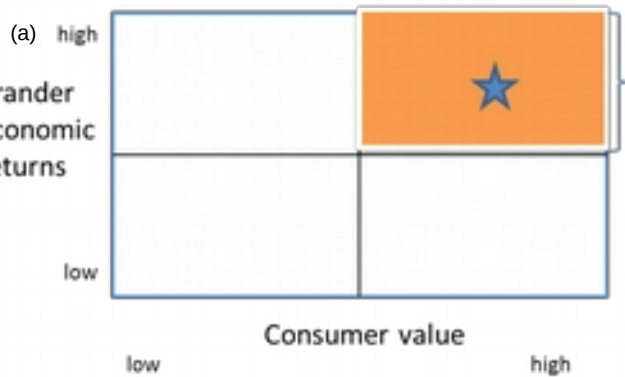 (a) high
rander
conomic
eturns
low
Consumer value
low high